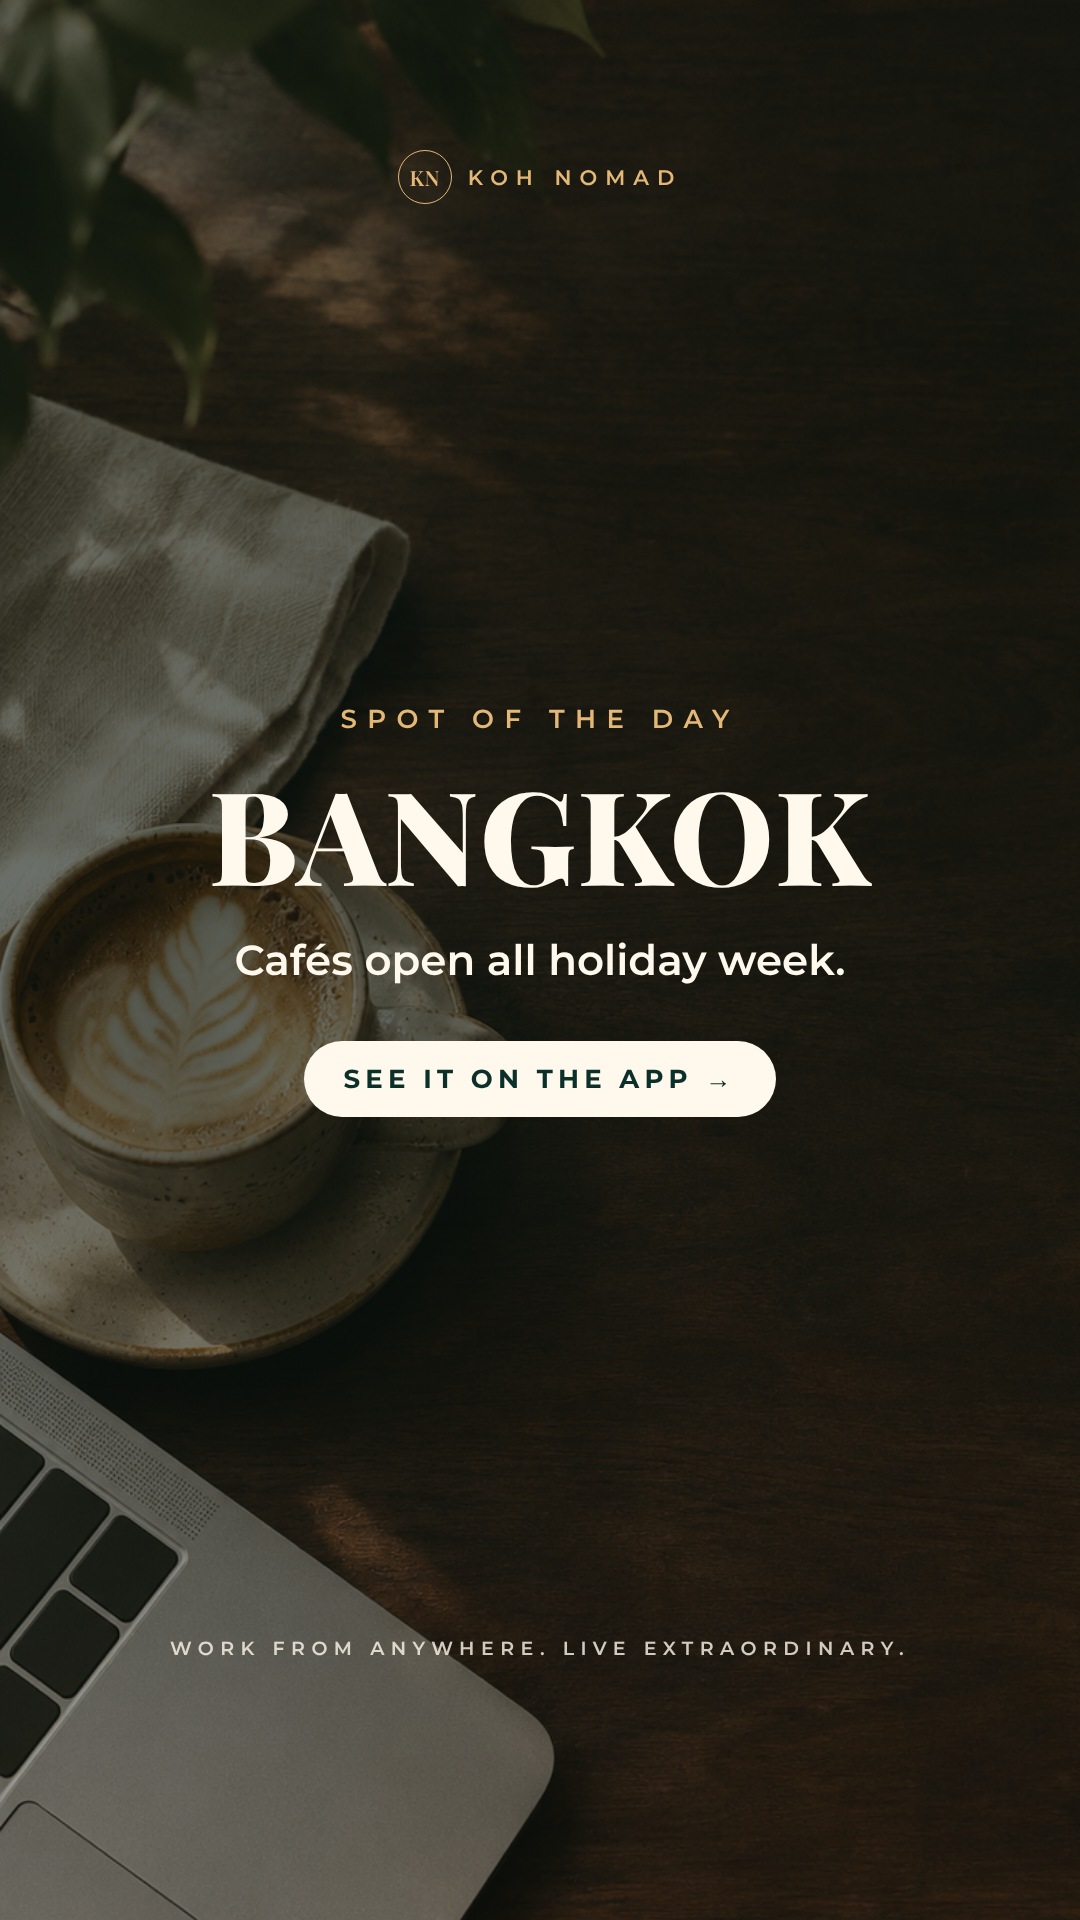 KN KOH NOMAD
SPOT OF THE DAY
BANGKOK
Cafés open all holiday week.
SEE IT ON THE APP →
WORK FROM ANYWHERE. LIVE EXTRAORDINARY.